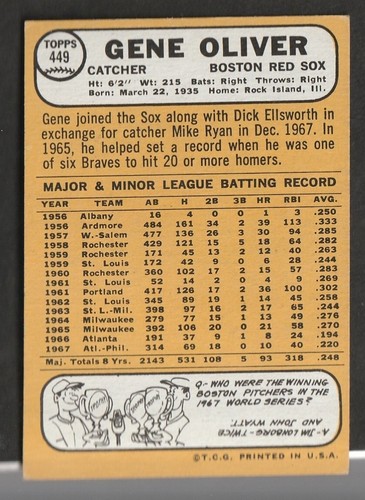 TOPPS
449
GENE OLIVER
CATCHER BOSTON RED SOX
Ht: 6'2" Wt: 215 Bats: Right Throws: Right
Born: March 22, 1935 Home: Rock Island, Ill.
Gene joined the Sox along with Dick Ellsworth in
exchange for catcher Mike Ryan in Dec. 1967. In
1965, he helped set a record when he was one
of six Braves to hit 20 or more homers.
MAJOR & MINOR LEAGUE BATTING RECORD
YEAR TEAM AB H 2B 3B HR RBI AVG.
1956 Albany 16 4 0 0 1 3 .250
1956 Ardmore 484 161 34 2 39 113 .333
1957 W.-Salem 477 136 26 3 30 94 .285
1958 Rochester 429 121 15 5 18 64 .282
1959 Rochester 171 45 13 2 12 40 .263
1959 St. Louis 172 42 9 0 6 28 .244
1960 Rochester 360 102 17 2 15 57 .283
1961 St. Louis 52 14 2 0 4 9 .269
1961 Portland 417 126 17 2 36 100 .302
1962 St. Louis 345 89 19 1 14 45 .258
1963 St. L.-Mil. 398 97 16 2 17 65 .244
1964 Milwaukee 279 77 15 1 13 49 .276
1965 Milwaukee 392 106 20 0 21 58 .270
1966 Atlanta 191 37 9 1 8 24 .194
1967 Atl.-Phil. 314 69 18 0 10 40 .220
Maj. Totals 8 Yrs. 2143 531 108 5 93 318 .248
Q- WHO WERE THE WINNING
BOSTON PITCHERS IN THE
1967 WORLD SERIES?
A- JIM LONBORG-TWICE
AND JOHN WYATT.
©T.C.G. PRINTED IN U.S.A.